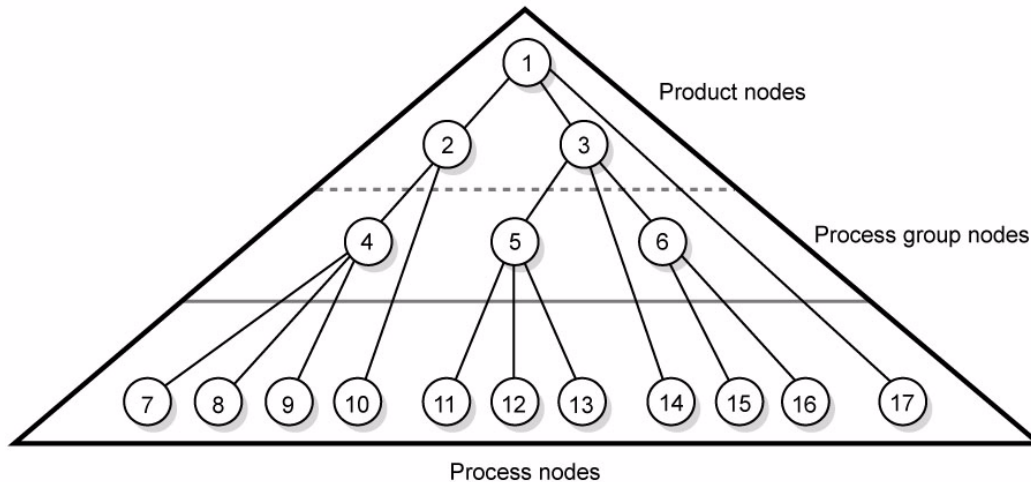 1
Product nodes
2 3
Process group nodes
4 5 6
7 8 9 10 11 12 13 14 15 16 17
Process nodes